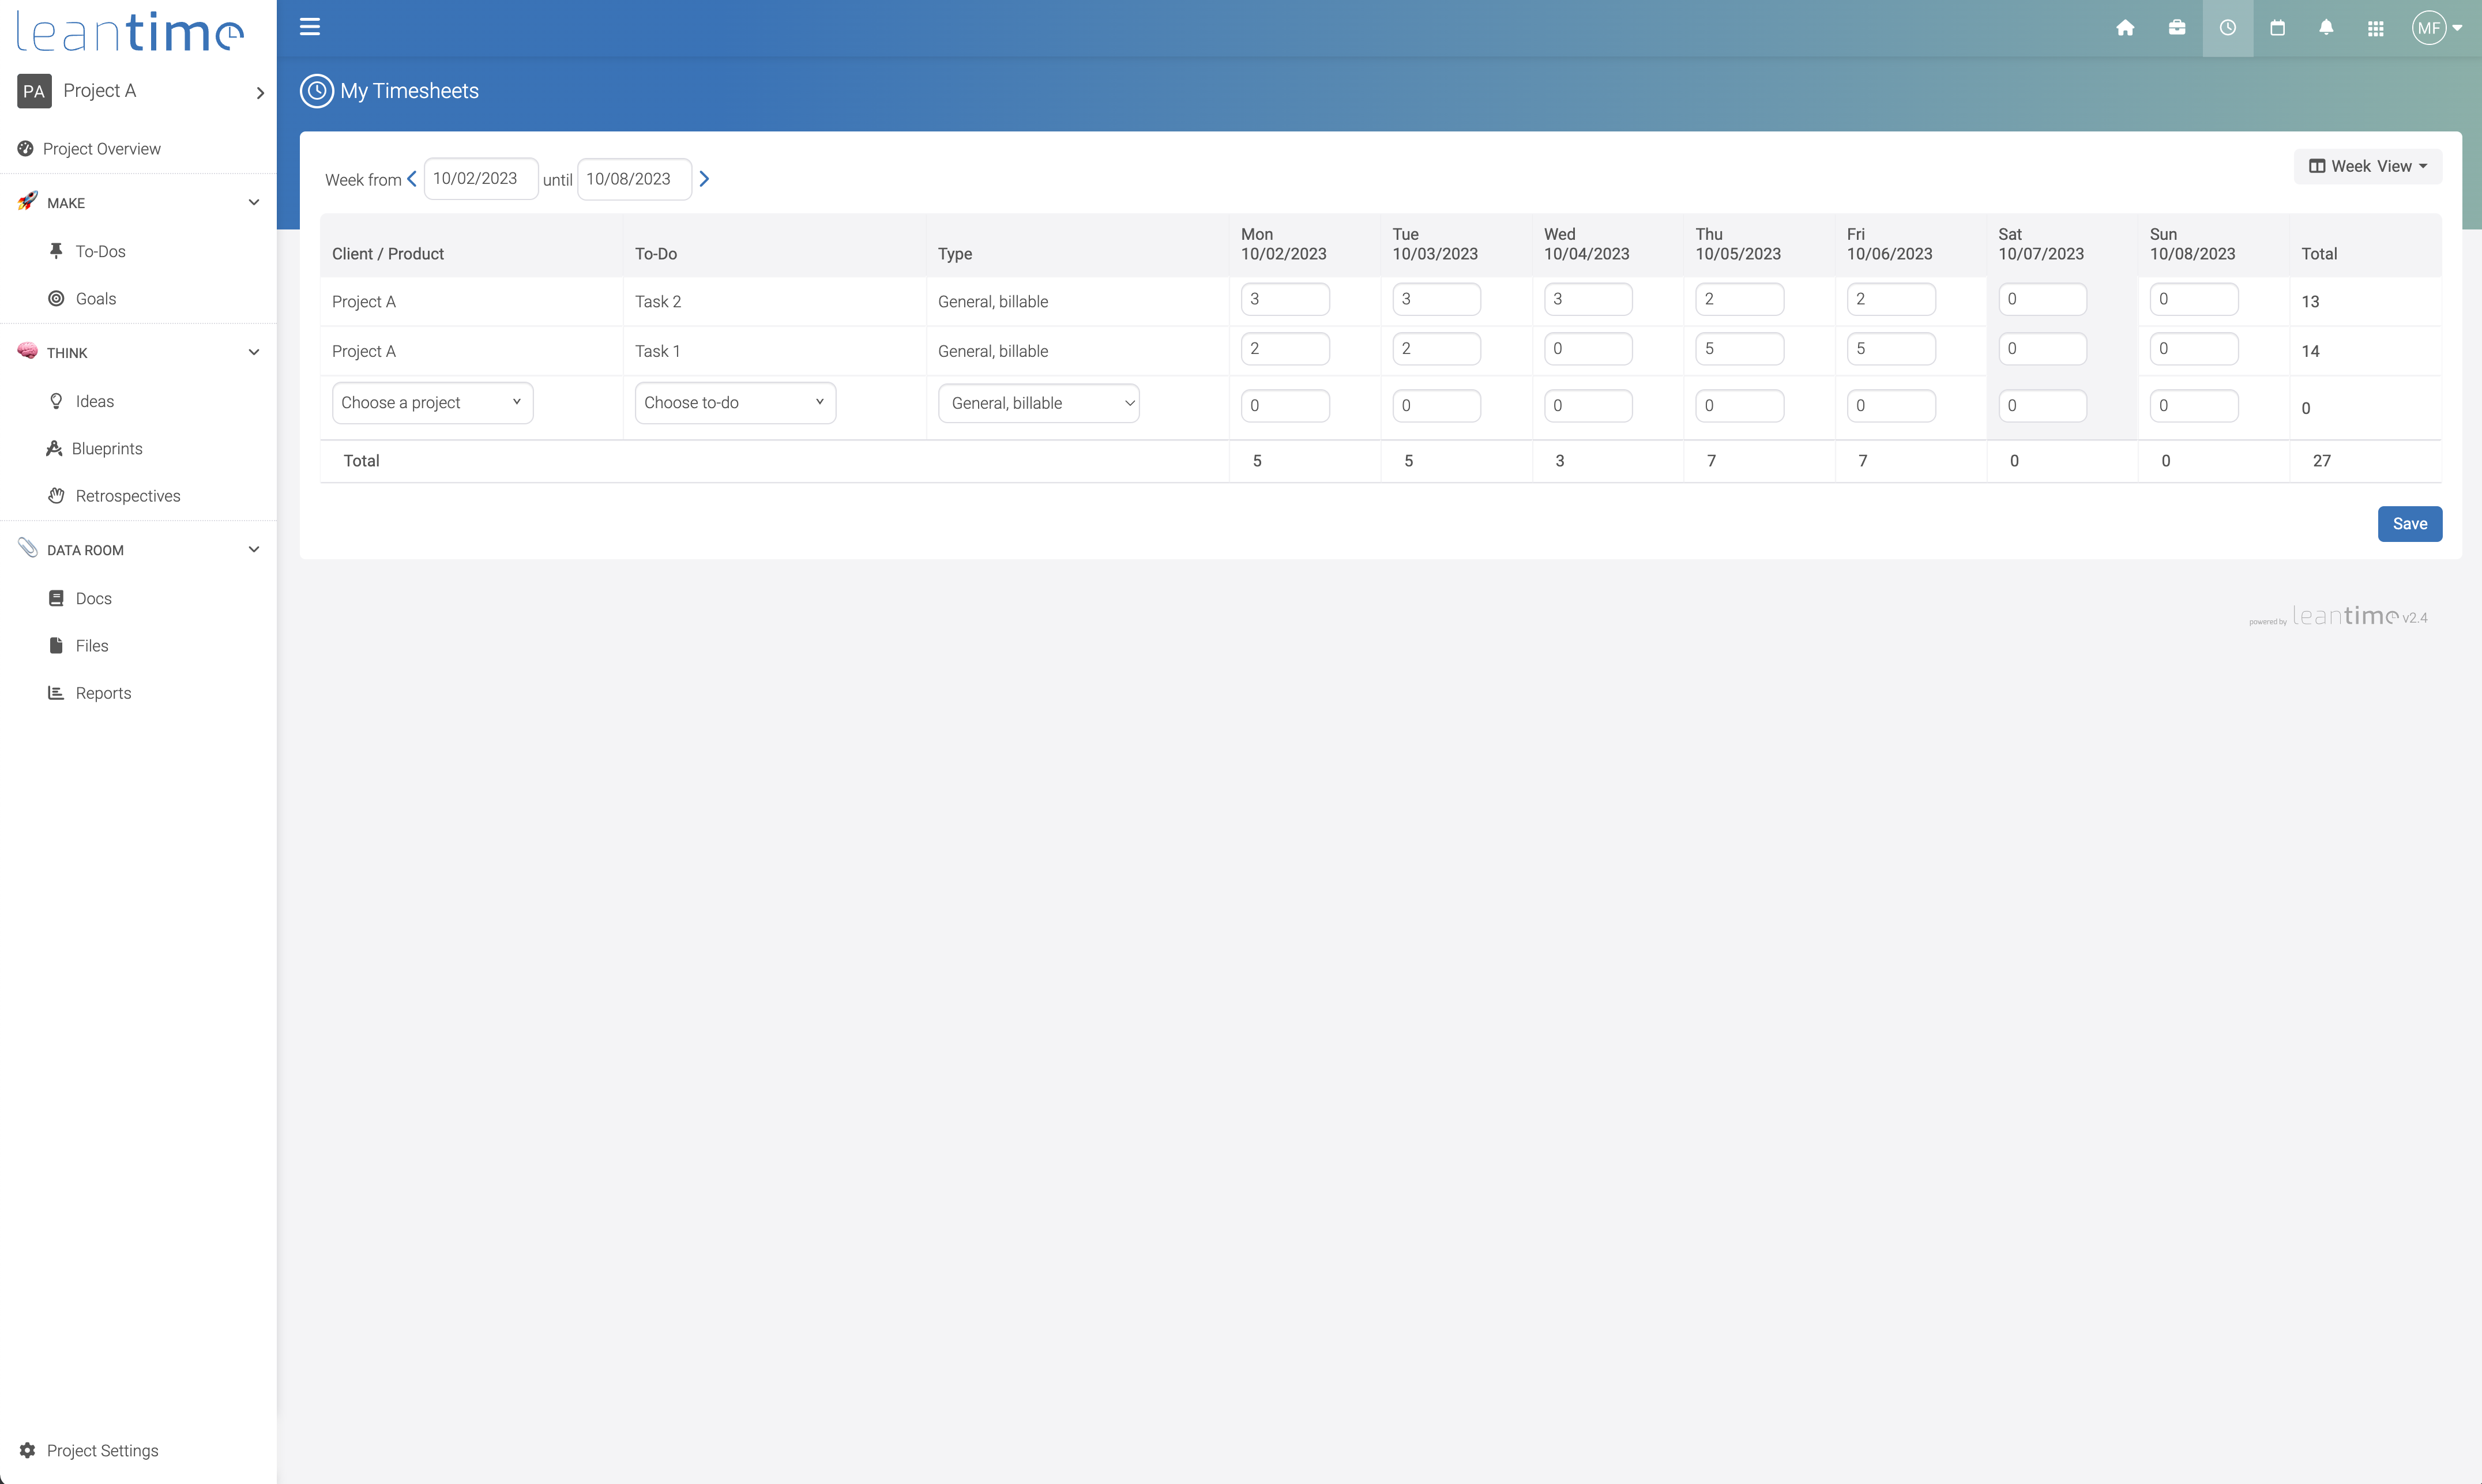 leantime
MF
PA Project A
My Timesheets
Project Overview
MAKE
To-Dos
Goals
THINK
Ideas
Blueprints
Retrospectives
DATA ROOM
Docs
Files
Reports
Project Settings
Week from 10/02/2023 until 10/08/2023
Week View
Client / Product To-Do Type Mon 10/02/2023 Tue 10/03/2023 Wed 10/04/2023 Thu 10/05/2023 Fri 10/06/2023 Sat 10/07/2023 Sun 10/08/2023 Total
Project A Task 2 General, billable 3 3 3 2 2 0 0 13
Project A Task 1 General, billable 2 2 0 5 5 0 0 14
Choose a project Choose to-do General, billable 0 0 0 0 0 0 0 0
Total 5 5 3 7 7 0 0 27
Save
powered by leantime v2.4